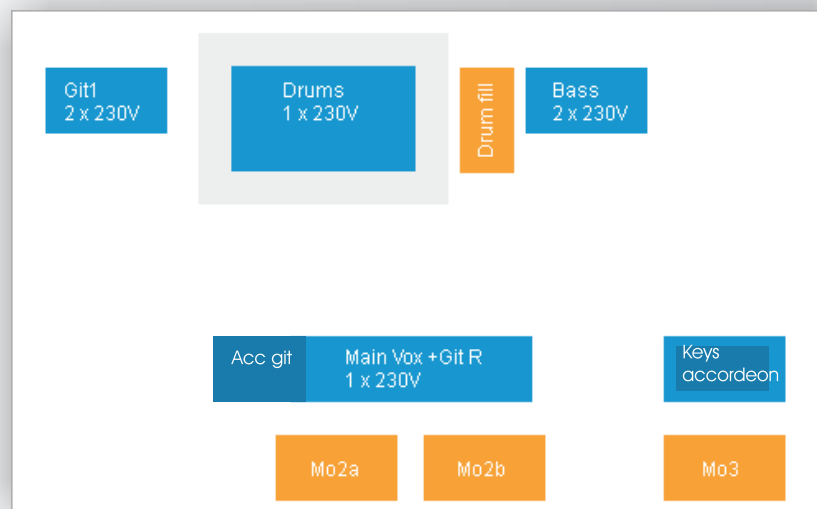 Git1
2 x 230V
Drums
1 x 230V
Drum fill
Bass
2 x 230V
Acc git
Main Vox +Git R
1 x 230V
Keys
accordeon
Mo2a
Mo2b
Mo3